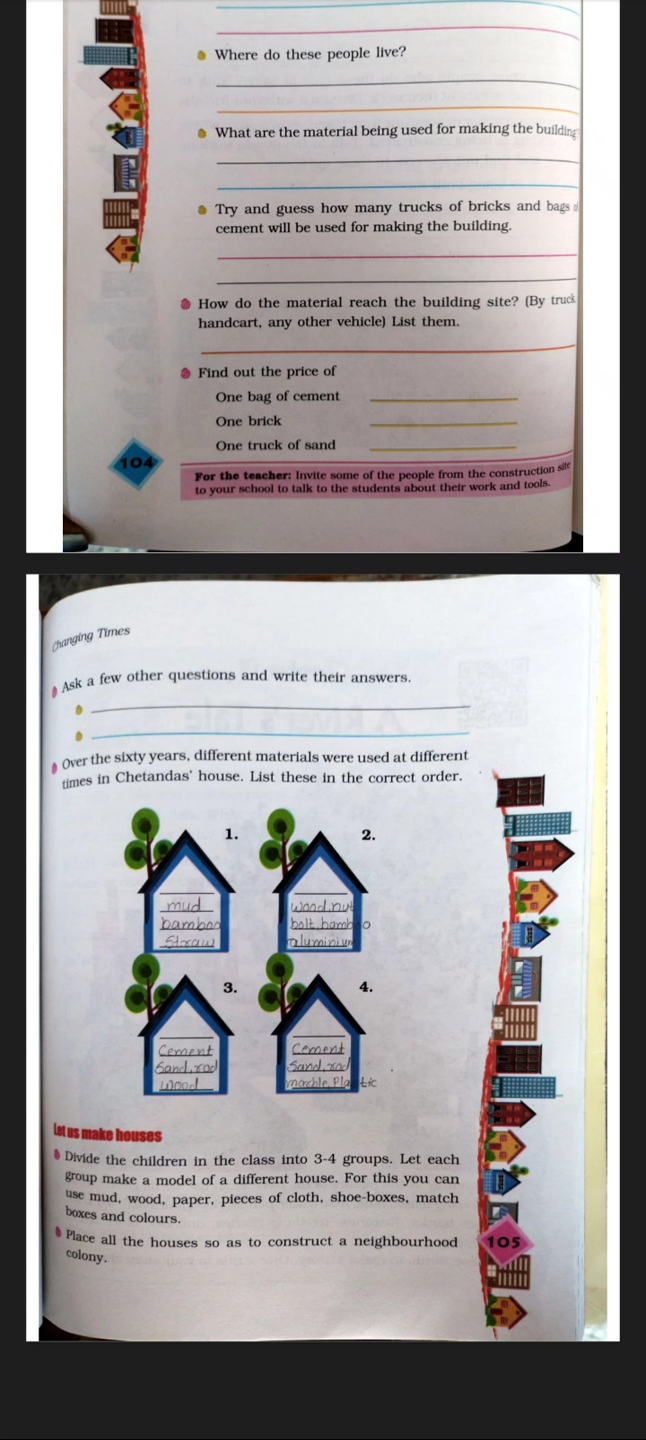 Where do these people live?
What are the material being used for making the building
Try and guess how many trucks of bricks and bags
cement will be used for making the building.
How do the material reach the building site? (By truck
handcart, any other vehicle) List them.
Find out the price of
One bag of cement
One brick
One truck of sand
104
For the teacher: Invite some of the people from the construction site
to your school to talk to the students about their work and tools.
Changing Times
Ask a few other questions and write their answers.
Over the sixty years, different materials were used at different
times in Chetandas' house. List these in the correct order.
1.
mud
bamboo
straw
2.
wood, nut
bolt, bamboo
aluminium
3.
Cement
Sand, rod
wood
4.
Cement
Sand, rod
marble, Plastic
Let us make houses
Divide the children in the class into 3-4 groups. Let each
group make a model of a different house. For this you can
use mud, wood, paper, pieces of cloth, shoe-boxes, match
boxes and colours.
Place all the houses so as to construct a neighbourhood
colony.
105